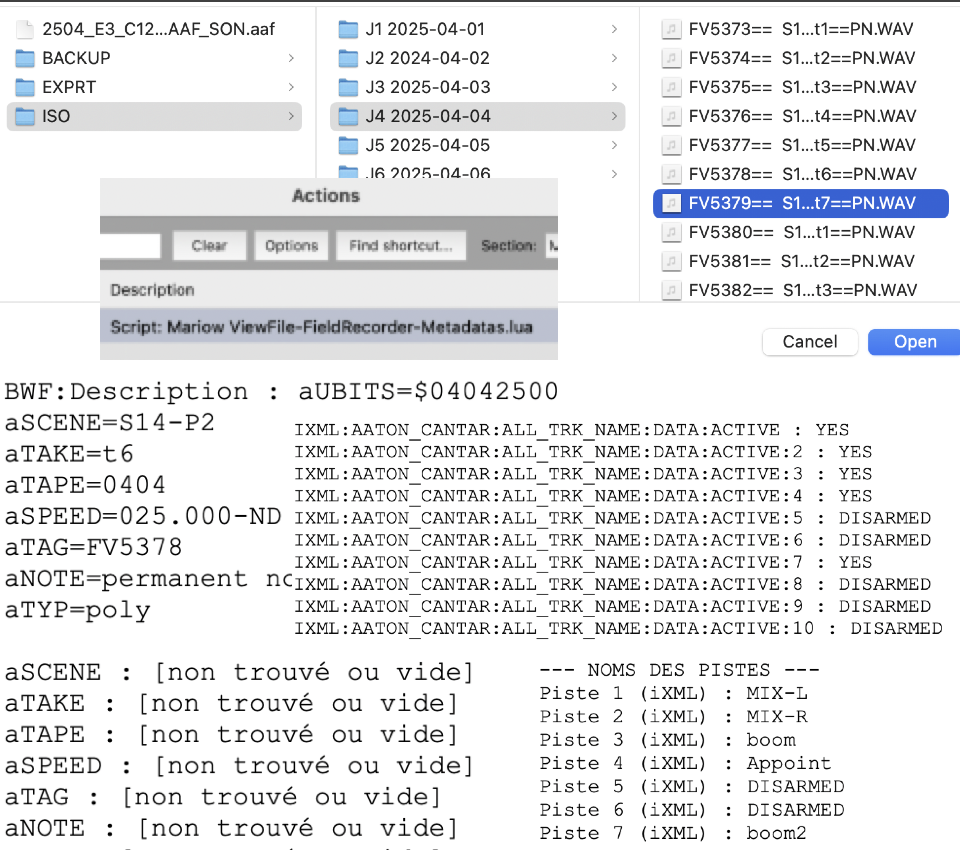 2504_E3_C12...AAF_SON.aaf
BACKUP
EXPRT
ISO
J1 2025-04-01
J2 2024-04-02
J3 2025-04-03
J4 2025-04-04
J5 2025-04-05
J6 2025-04-06
FV5373== S1...t1==PN.WAV
FV5374== S1...t2==PN.WAV
FV5375== S1...t3==PN.WAV
FV5376== S1...t4==PN.WAV
FV5377== S1...t5==PN.WAV
FV5378== S1...t6==PN.WAV
FV5379== S1...t7==PN.WAV
FV5380== S1...t1==PN.WAV
FV5381== S1...t2==PN.WAV
FV5382== S1...t3==PN.WAV
Actions
Clear Options Find shortcut... Section:
Description
Script: Mariow ViewFile-FieldRecorder-Metadatas.lua
Cancel Open
BWF:Description : aUBITS=$04042500
aSCENE=S14-P2
aTAKE=t6
aTAPE=0404
aSPEED=025.000-ND
aTAG=FV5378
aNOTE=permanent
aTYP=poly
IXML:AATON_CANTAR:ALL_TRK_NAME:DATA:ACTIVE : YES
IXML:AATON_CANTAR:ALL_TRK_NAME:DATA:ACTIVE:2 : YES
IXML:AATON_CANTAR:ALL_TRK_NAME:DATA:ACTIVE:3 : YES
IXML:AATON_CANTAR:ALL_TRK_NAME:DATA:ACTIVE:4 : YES
IXML:AATON_CANTAR:ALL_TRK_NAME:DATA:ACTIVE:5 : DISARMED
IXML:AATON_CANTAR:ALL_TRK_NAME:DATA:ACTIVE:6 : DISARMED
IXML:AATON_CANTAR:ALL_TRK_NAME:DATA:ACTIVE:7 : YES
IXML:AATON_CANTAR:ALL_TRK_NAME:DATA:ACTIVE:8 : DISARMED
IXML:AATON_CANTAR:ALL_TRK_NAME:DATA:ACTIVE:9 : DISARMED
IXML:AATON_CANTAR:ALL_TRK_NAME:DATA:ACTIVE:10 : DISARMED
aSCENE : [non trouvé ou vide]
aTAKE : [non trouvé ou vide]
aTAPE : [non trouvé ou vide]
aSPEED : [non trouvé ou vide]
aTAG : [non trouvé ou vide]
aNOTE : [non trouvé ou vide]
--- NOMS DES PISTES ---
Piste 1 (iXML) : MIX-L
Piste 2 (iXML) : MIX-R
Piste 3 (iXML) : boom
Piste 4 (iXML) : Appoint
Piste 5 (iXML) : DISARMED
Piste 6 (iXML) : DISARMED
Piste 7 (iXML) : boom2